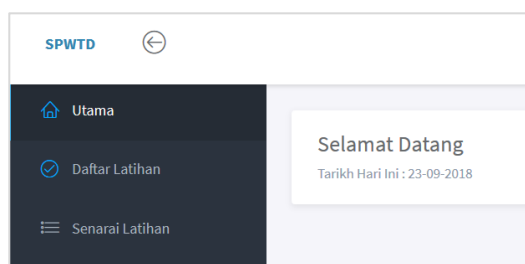 SPWTD
Utama
Daftar Latihan
Senarai Latihan
Selamat Datang
Tarikh Hari Ini : 23-09-2018